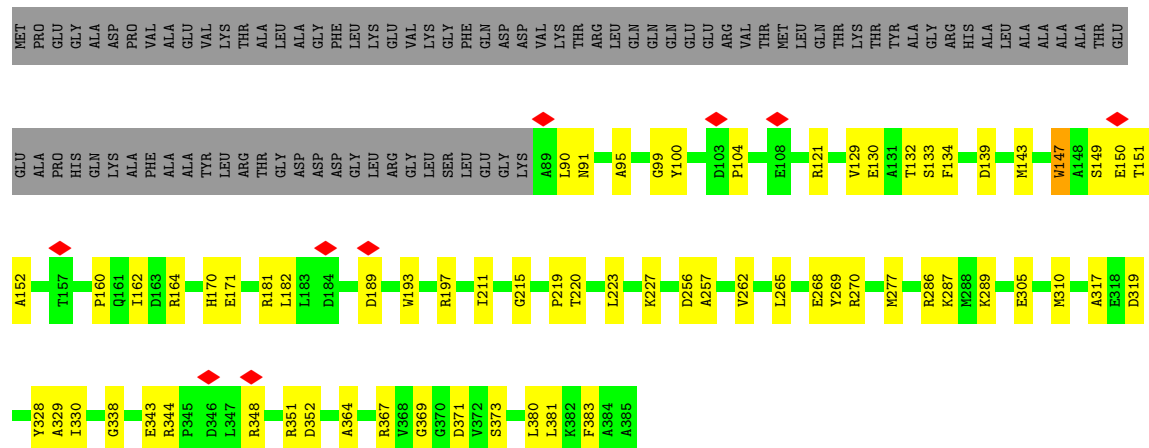 MET PRO GLU GLY ALA ASP PRO VAL ALA GLU VAL LYS THR ALA LEU ALA GLY PHE LEU LYS GLU VAL LYS GLY PHE GLN ASP ASP VAL LYS THR ARG LEU GLN GLN GLN GLU GLU ARG VAL THR MET LEU GLN THR LYS THR TYR ALA GLY ARG HIS ALA LEU ALA ALA ALA ALA THR GLU
GLU ALA PRO HIS GLN LYS ALA PHE ALA ALA TYR LEU ARG THR GLY ASP ASP ASP GLY LEU ARG GLY LEU SER LEU GLU GLY LYS A89 L90 N91 A95 G99 Y100 D103 P104 E108 R121 V129 E130 A131 T132 S133 F134 D139 M143 W147 A148 S149 E150 T151
A152 T157 P160 Q161 I162 D163 R164 H170 E171 R181 L182 L183 D184 D189 W193 R197 I211 G215 P219 T220 L223 K227 D256 A257 V262 L265 E268 Y269 R270 M277 R286 K287 M288 K289 E305 M310 A317 E318 D319
Y328 A329 I330 G338 E343 R344 P345 D346 L347 R348 R351 D352 A364 R367 V368 G369 G370 D371 V372 S373 L380 L381 K382 F383 A384 A385